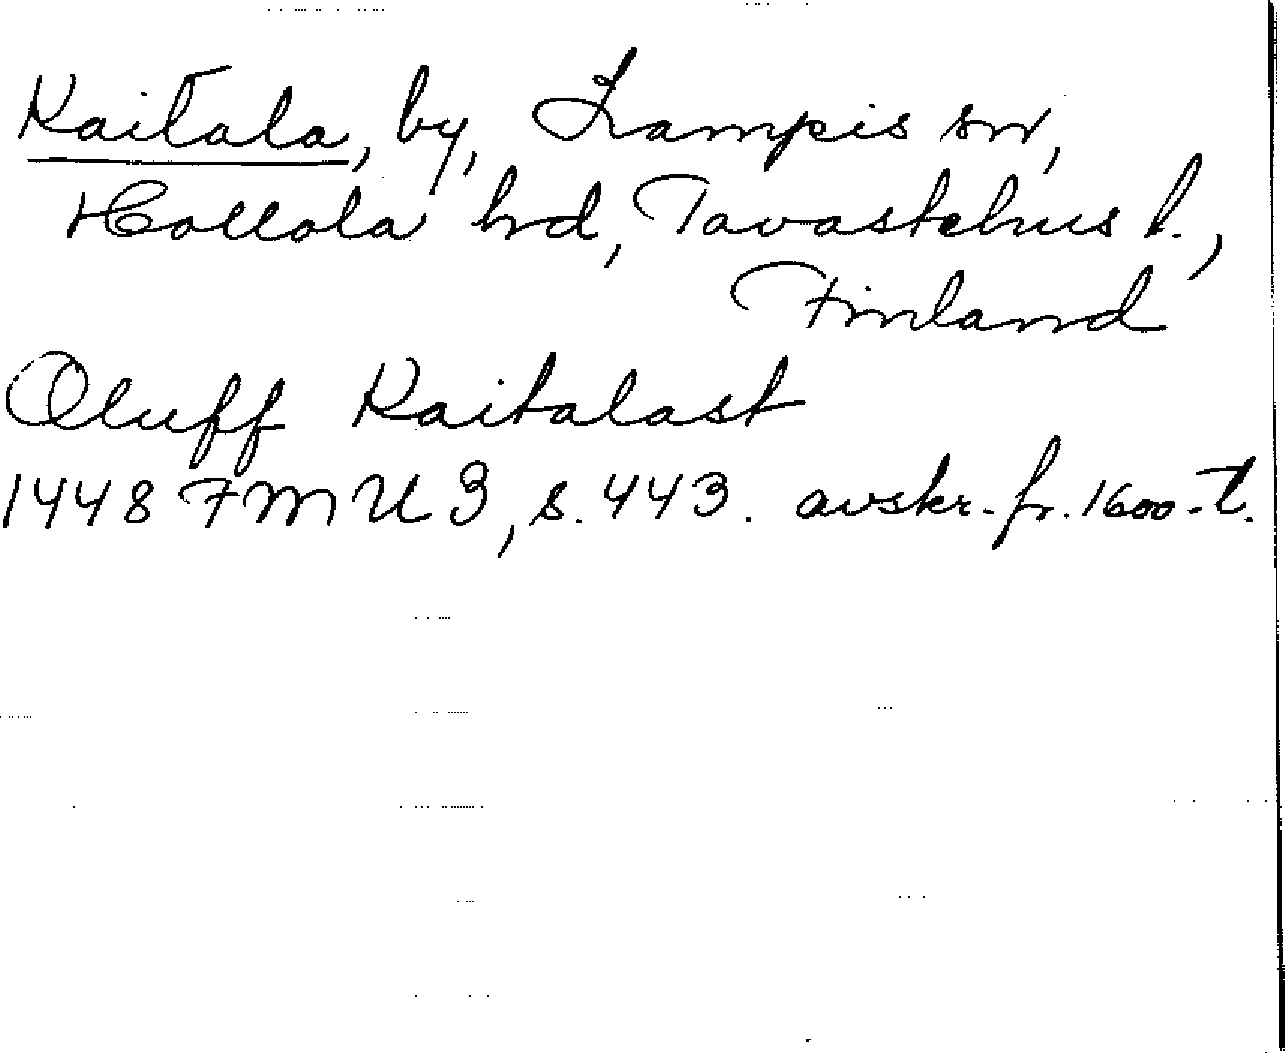 Kaitala, by, Lampis sn,
Hollola hd, Tavastehus l.,
Finland
Oluff Kaitalast
1448 FMU 3, s. 443. avskr. fr. 1600-t.